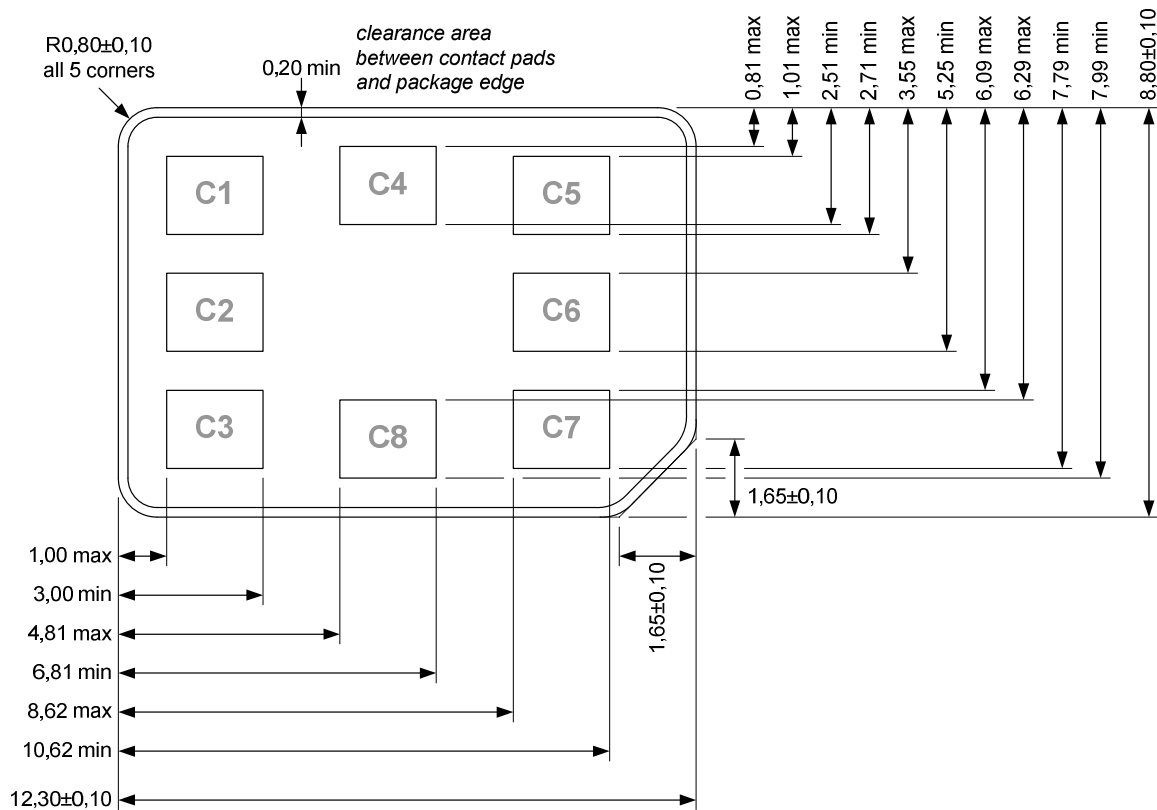 R0,80±0,10
all 5 corners
0,20 min
clearance area
between contact pads
and package edge
0,81 max
1,01 max
2,51 min
2,71 min
3,55 max
5,25 min
6,09 max
6,29 max
7,79 min
7,99 min
8,80±0,10
C1
C4
C5
C2
C6
C3
C8
C7
1,65±0,10
1,65±0,10
1,00 max
3,00 min
4,81 max
6,81 min
8,62 max
10,62 min
12,30±0,10